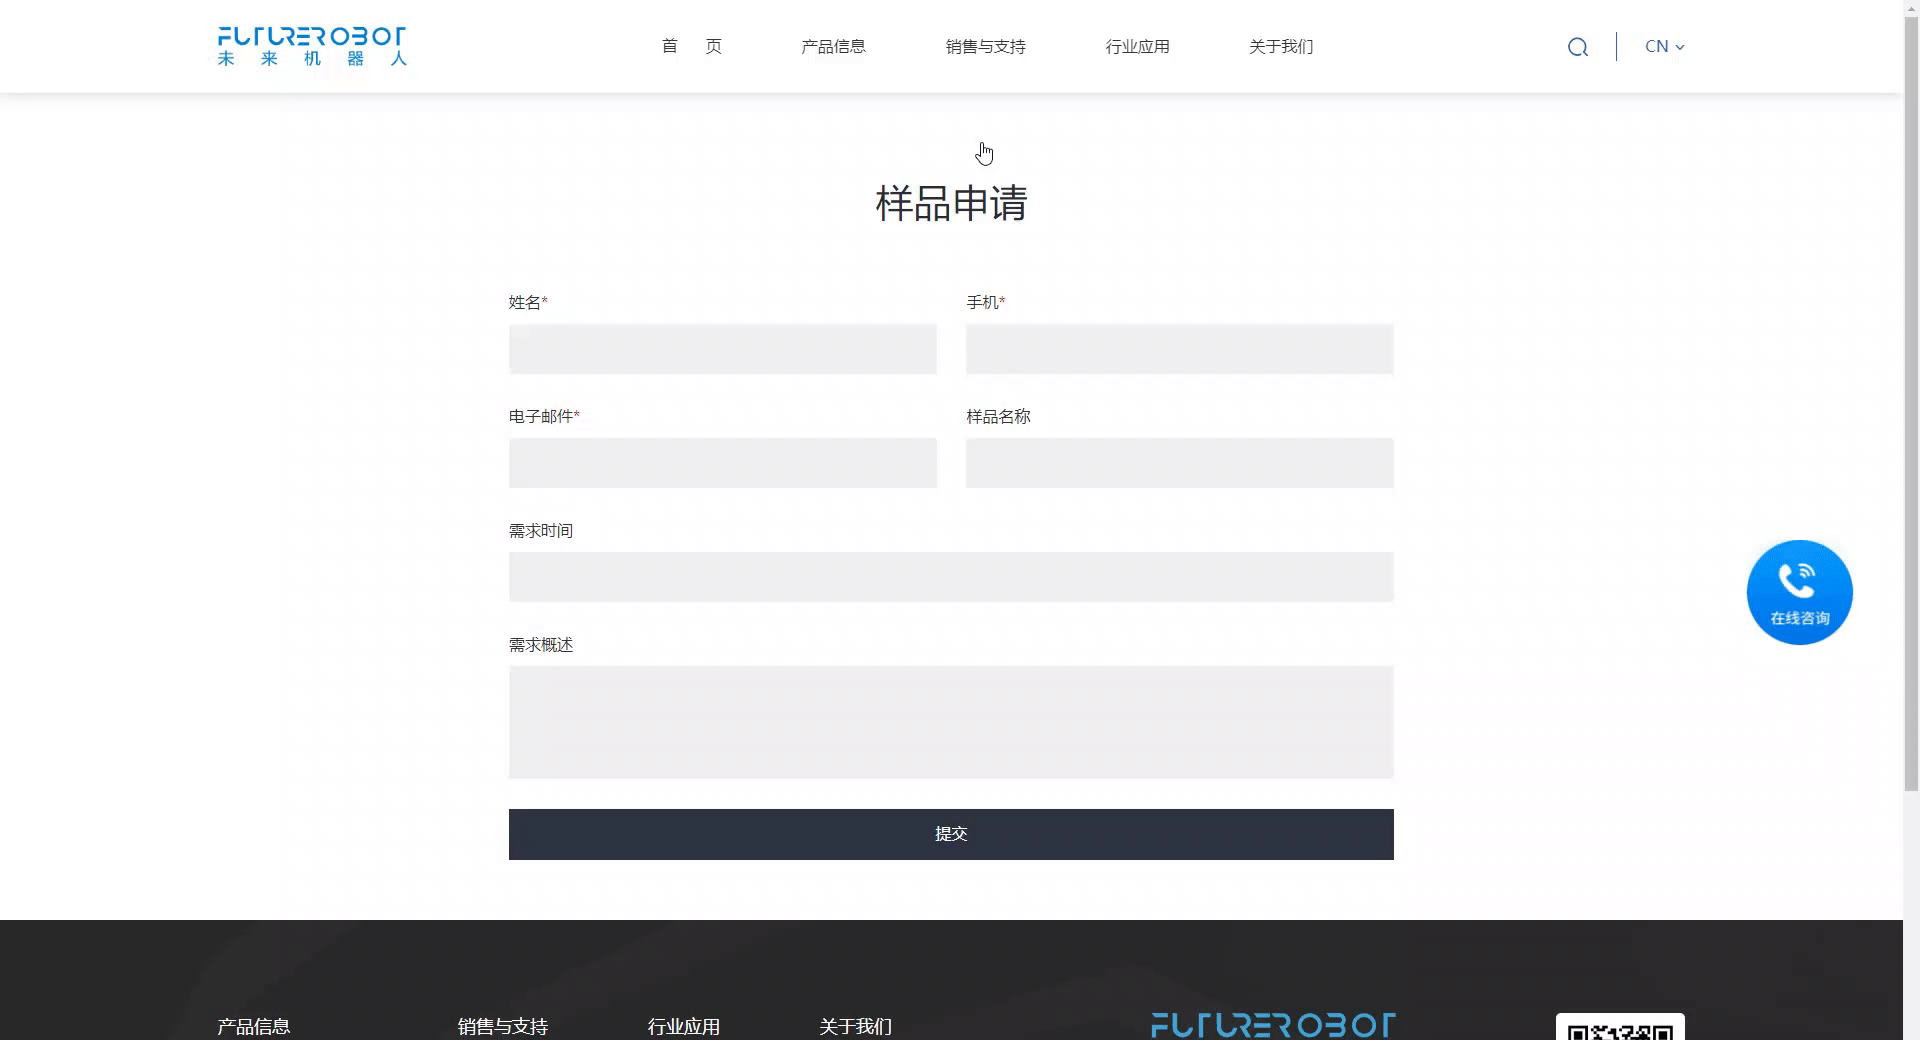 FUTUREROBOT
未来机器人
首 页
产品信息
销售与支持
行业应用
关于我们
CN
样品申请
姓名*
手机*
电子邮件*
样品名称
需求时间
需求概述
提交
在线咨询
产品信息
销售与支持
行业应用
关于我们
FUTUREROBOT